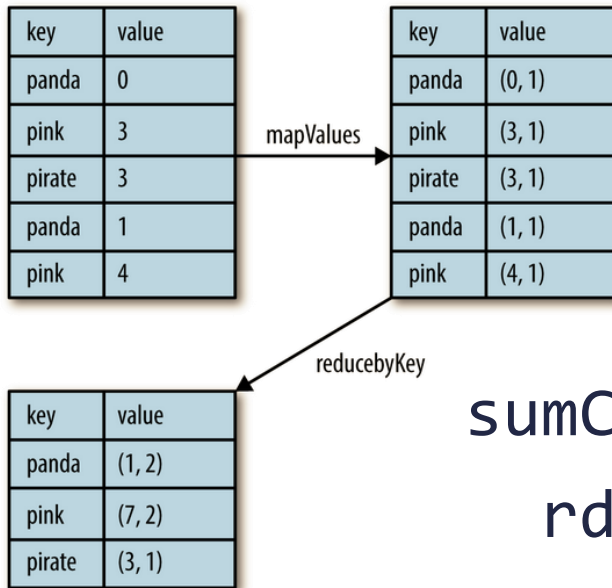 key value
panda 0
pink 3
pirate 3
panda 1
pink 4
mapValues
key value
panda (0, 1)
pink (3, 1)
pirate (3, 1)
panda (1, 1)
pink (4, 1)
reducebyKey
key value
panda (1, 2)
pink (7, 2)
pirate (3, 1)
sumC
rd